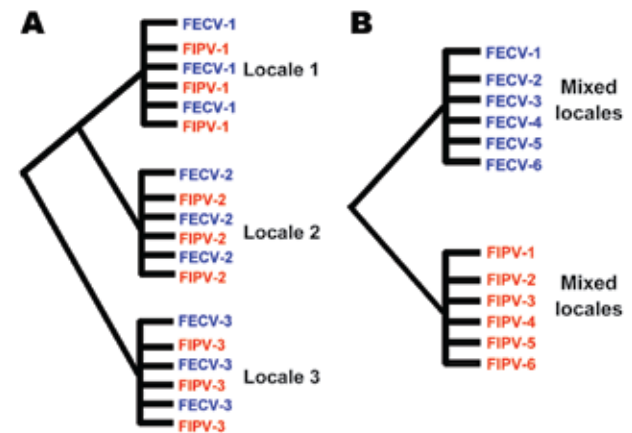 A
FECV-1
FIPV-1
FECV-1
FIPV-1
FECV-1
FIPV-1
Locale 1
FECV-2
FIPV-2
FECV-2
FIPV-2
FECV-2
FIPV-2
Locale 2
FECV-3
FIPV-3
FECV-3
FIPV-3
FECV-3
FIPV-3
Locale 3
B
FECV-1
FECV-2
FECV-3
FECV-4
FECV-5
FECV-6
Mixed
locales
FIPV-1
FIPV-2
FIPV-3
FIPV-4
FIPV-5
FIPV-6
Mixed
locales